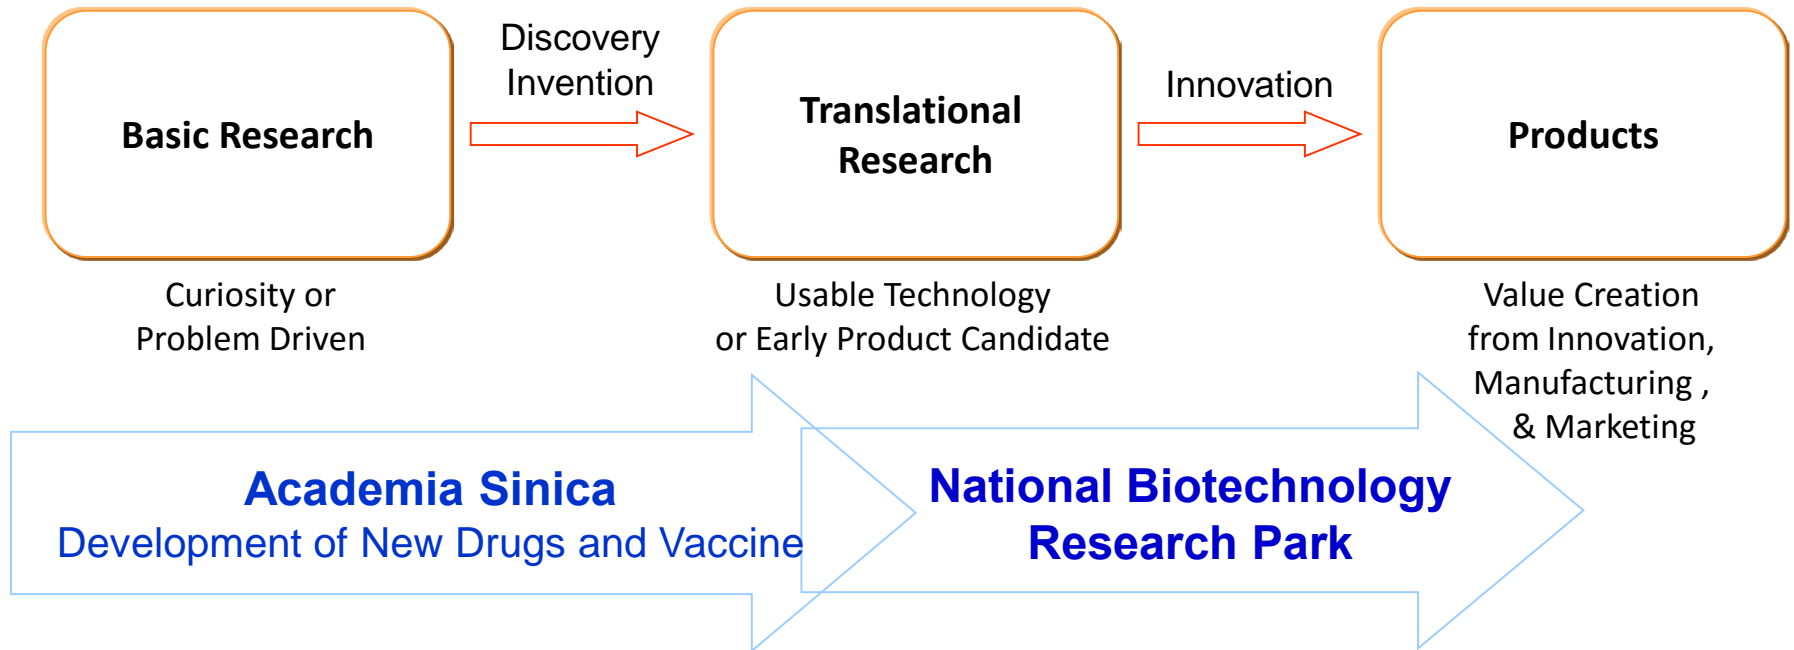 Basic Research
Discovery
Invention
Translational
Research
Innovation
Products
Curiosity or
Problem Driven
Usable Technology
or Early Product Candidate
Value Creation
from Innovation,
Manufacturing ,
& Marketing
Academia Sinica
Development of New Drugs and Vaccine
National Biotechnology
Research Park